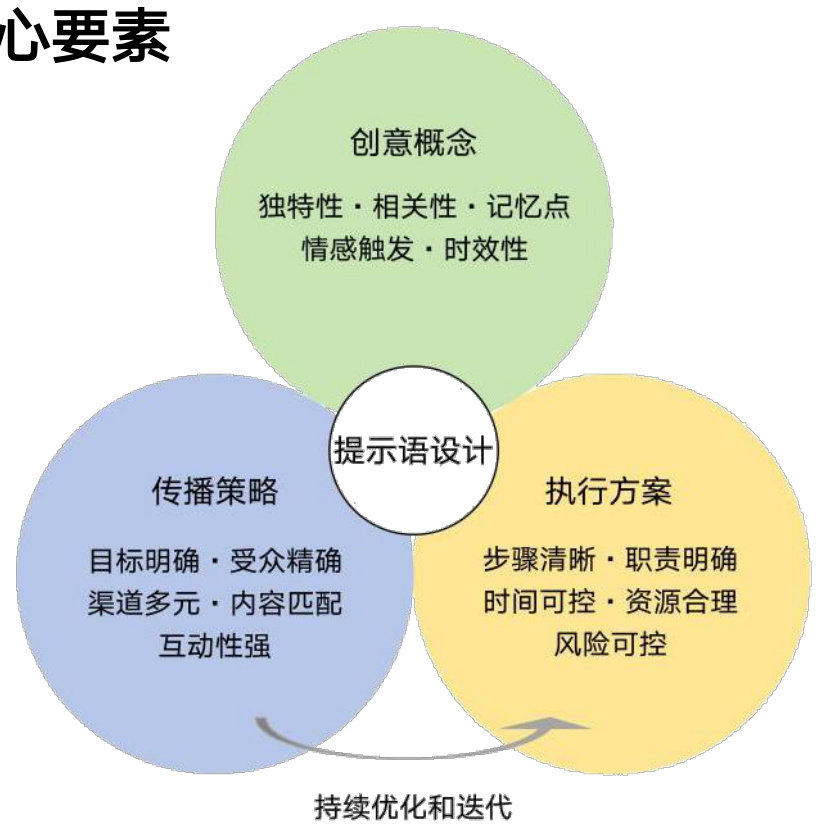 心要素
创意概念
独特性·相关性·记忆点
情感触发·时效性
提示语设计
传播策略
目标明确·受众精确
渠道多元·内容匹配
互动性强
执行方案
步骤清晰·职责明确
时间可控·资源合理
风险可控
持续优化和迭代